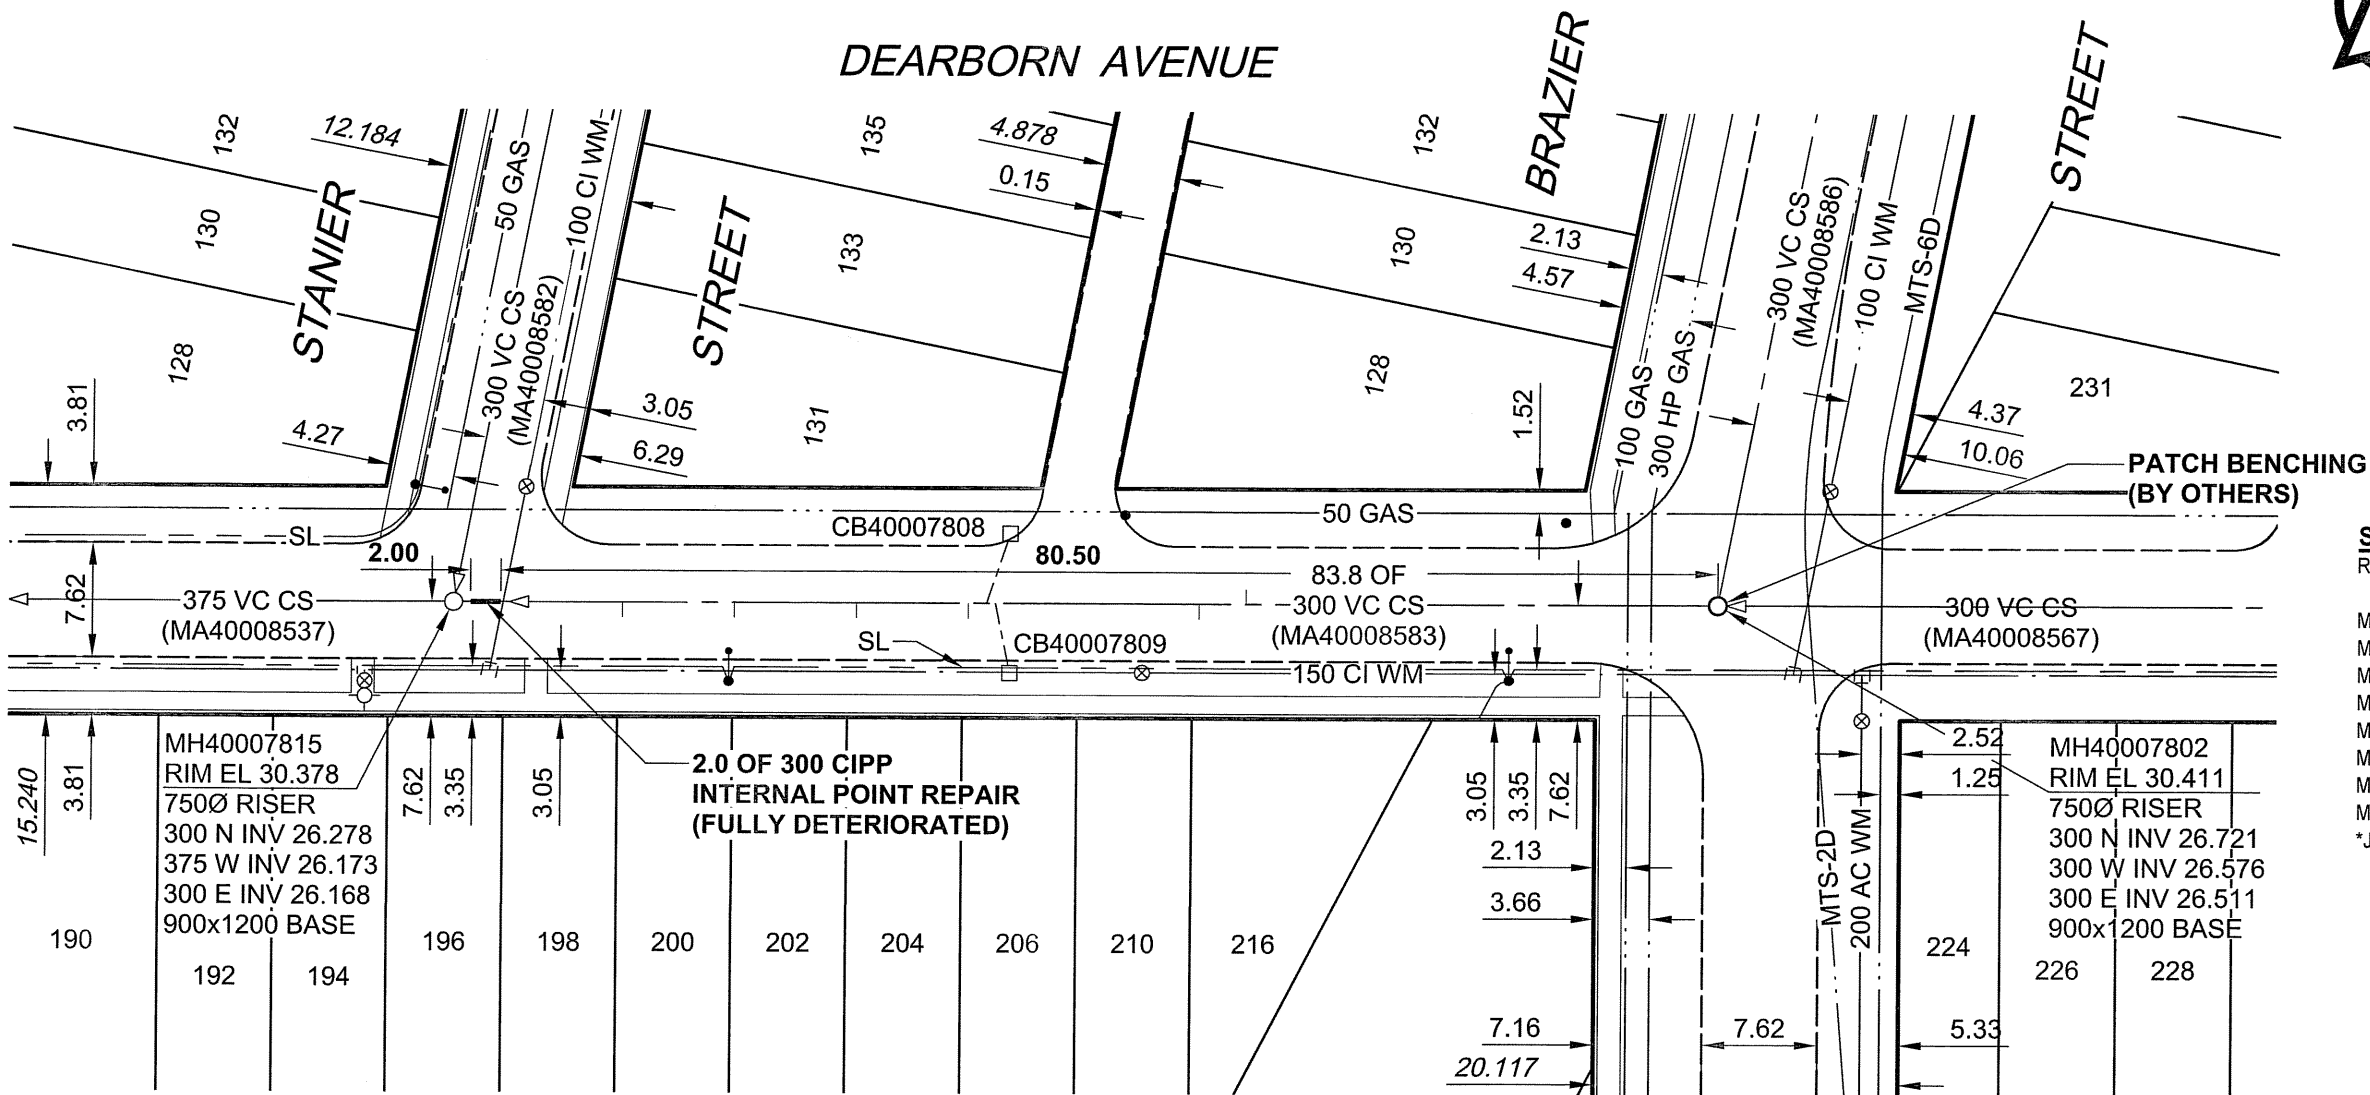 DEARBORN AVENUE
BRAZIER
STREET
132
12.184
50 GAS
100 CI WM
135
4.878
0.15
132
300 VC CS
(MA40008586)
100 CI WM
MTS-6D
130
STANIER
STREET
133
130
2.13
4.57
128
300 VC CS
(MA40008582)
131
128
100 GAS
300 HP GAS
231
3.81
4.27
3.05
6.29
1.52
4.37
10.06
PATCH BENCHING
(BY OTHERS)
SL
2.00
CB40007808
50 GAS
80.50
83.8 OF
7.62
375 VC CS
(MA40008537)
300 VC CS
(MA40008583)
300 VC CS
(MA40008567)
SL
CB40007809
150 CI WM
MH40007815
RIM EL 30.378
750Ø RISER
300 N INV 26.278
375 W INV 26.173
300 E INV 26.168
900x1200 BASE
15.240
3.81
7.62
3.35
3.05
2.0 OF 300 CIPP
INTERNAL POINT REPAIR
(FULLY DETERIORATED)
3.05
3.35
7.62
2.13
3.66
2.52
1.25
MH40007802
RIM EL 30.411
750Ø RISER
300 N INV 26.721
300 W INV 26.576
300 E INV 26.511
900x1200 BASE
MTS-2D
200 AC WM
190
192
194
196
198
200
202
204
206
210
216
224
226
228
7.16
20.117
7.62
5.33
S
R
M
M
M
M
M
M
M
M
*J